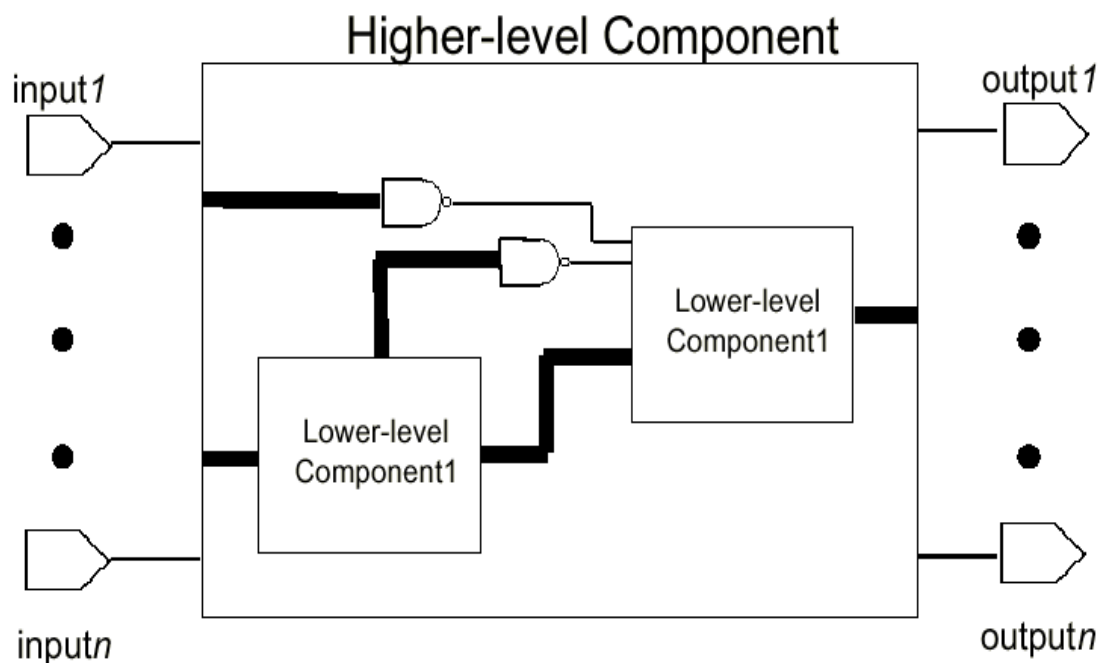 Higher-level Component
input1
output1
Lower-level
Component1
Lower-level
Component1
inputn
outputn